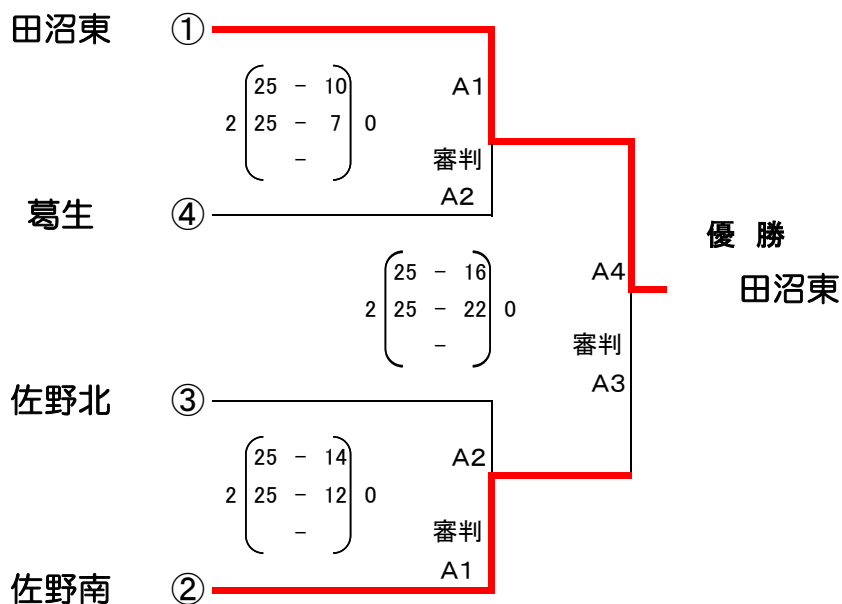 田沼東 ①
25 - 10 A1
2 25 - 7 0
- 審判
A2
葛生 ④
優 勝
25 - 16 A4
田沼東
2 25 - 22 0
- 審判
A3
佐野北 ③
25 - 14 A2
2 25 - 12 0
- 審判
A1
佐野南 ②